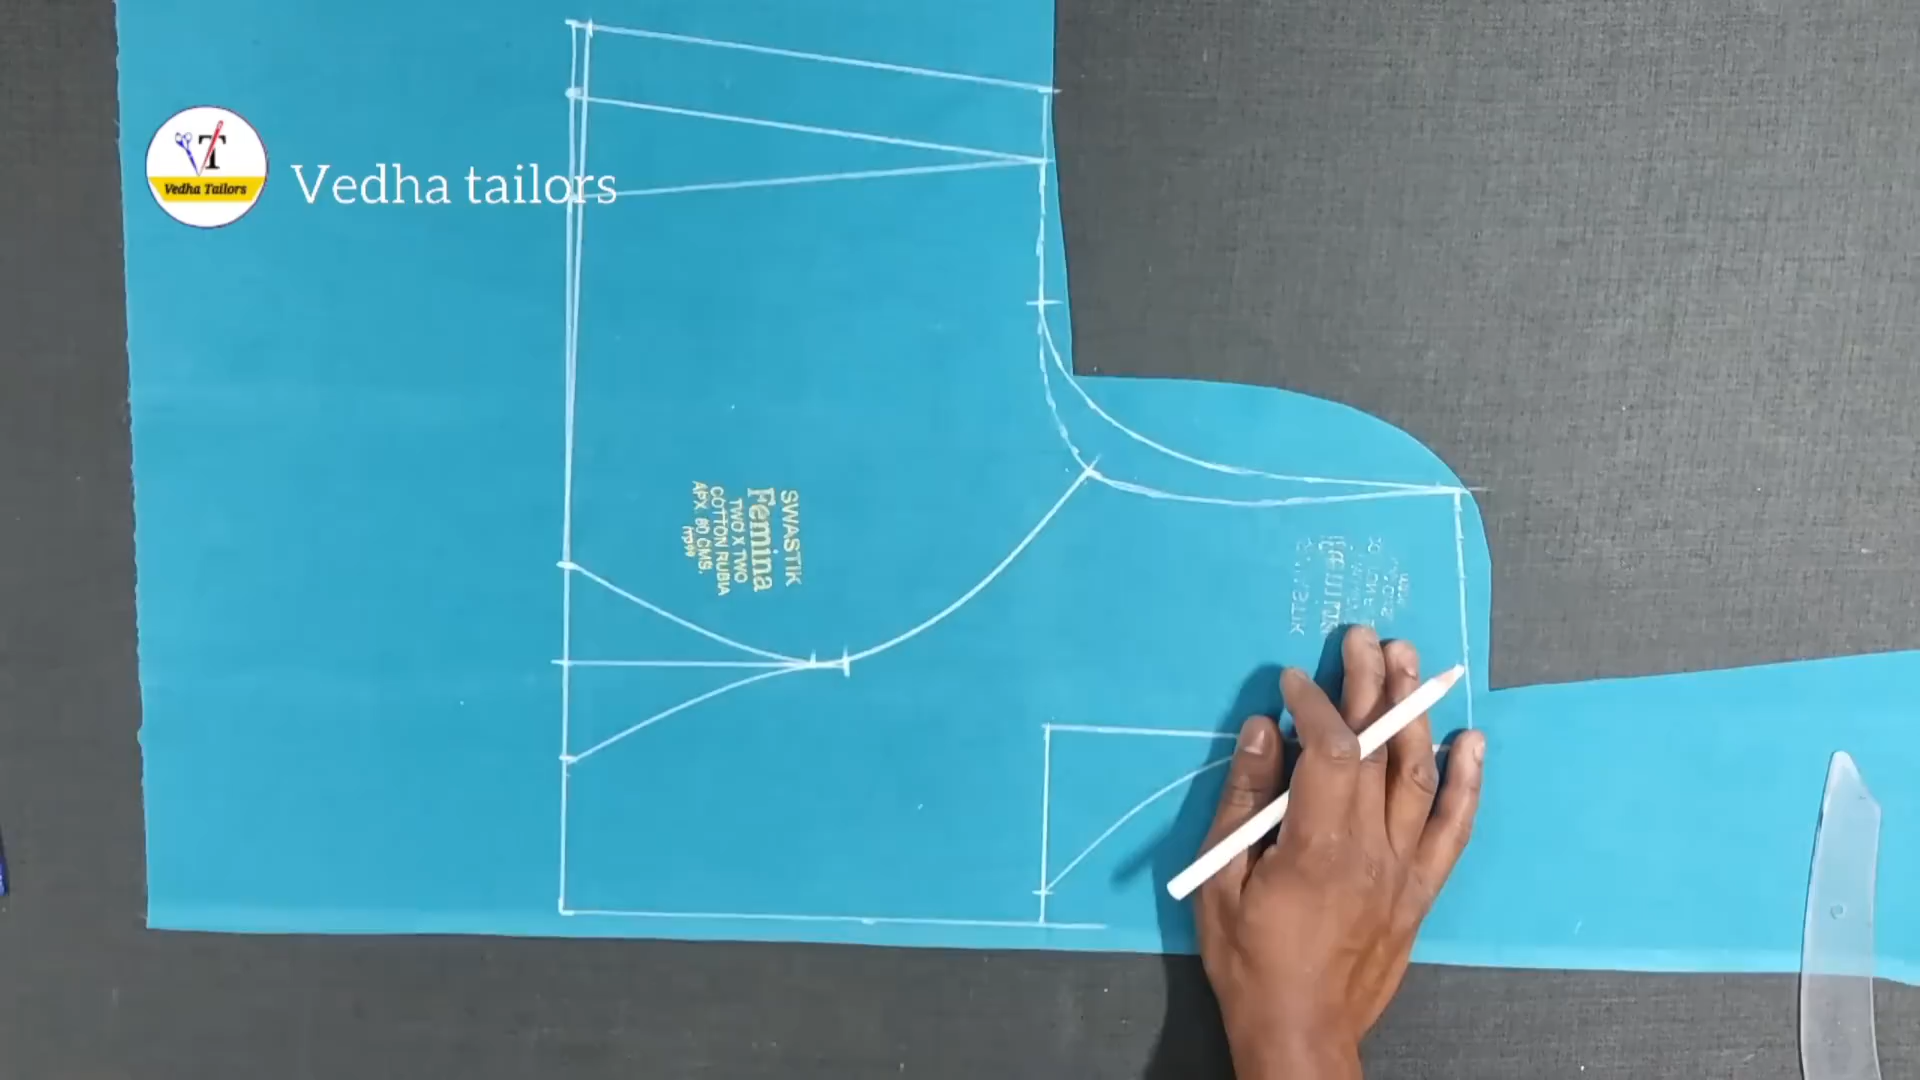 T
Vedha Tailors
Vedha tailors
SWASTIK
Femina
TWO X TWO
COTTON RUBIA
APX. 80 CMS.